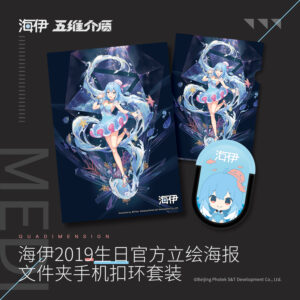 海伊 五维介质
海伊
MEDI
QUADIMENSION
海伊2019生日官方立绘海报
文件夹手机扣环套装
©Beijing Photek S&T Development Co., Ltd.